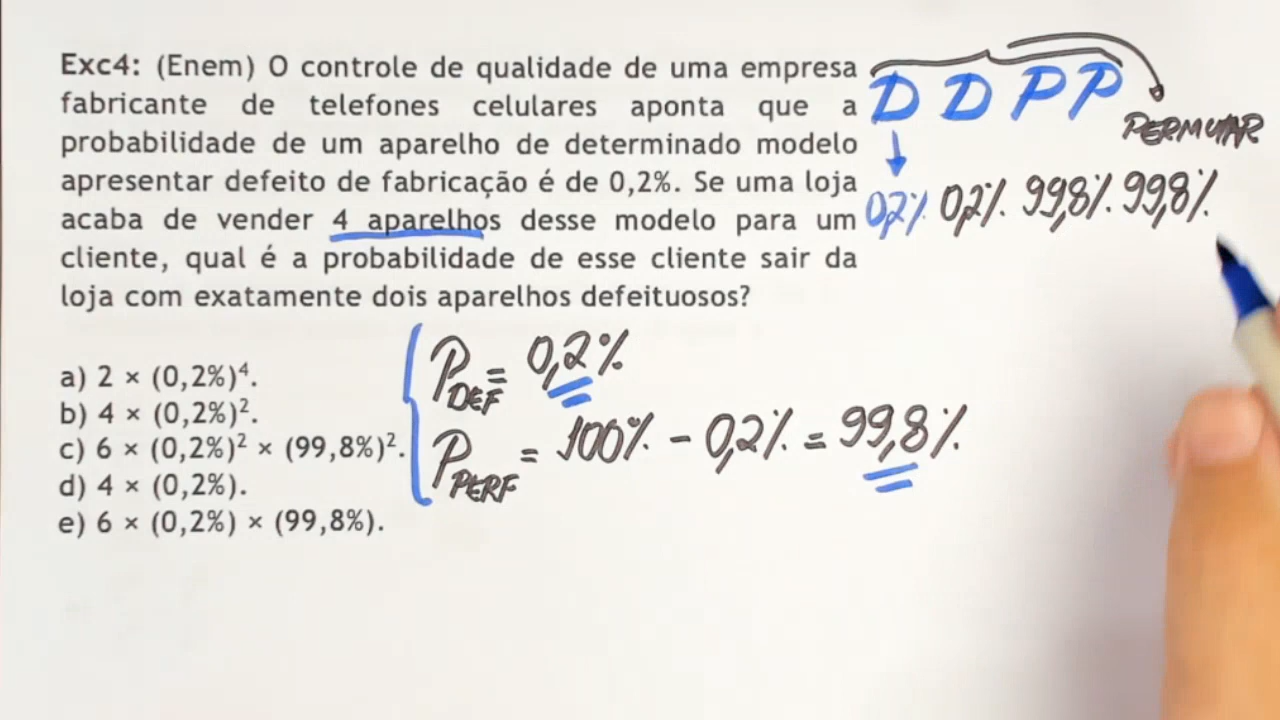 Exc4: (Enem) O controle de qualidade de uma empresa
fabricante de telefones celulares aponta que a
probabilidade de um aparelho de determinado modelo
apresentar defeito de fabricação é de 0,2%. Se uma loja
acaba de vender 4 aparelhos desse modelo para um
cliente, qual é a probabilidade de esse cliente sair da
loja com exatamente dois aparelhos defeituosos?
a) 2 × (0,2%)⁴.
b) 4 × (0,2%)².
c) 6 × (0,2%)² × (99,8%)².
d) 4 × (0,2%).
e) 6 × (0,2%) × (99,8%).
D D P P
PERMUTAR
0,2% 0,2% 99,8% 99,8%
P DEF = 0,2%
P PERF = 100% - 0,2% = 99,8%